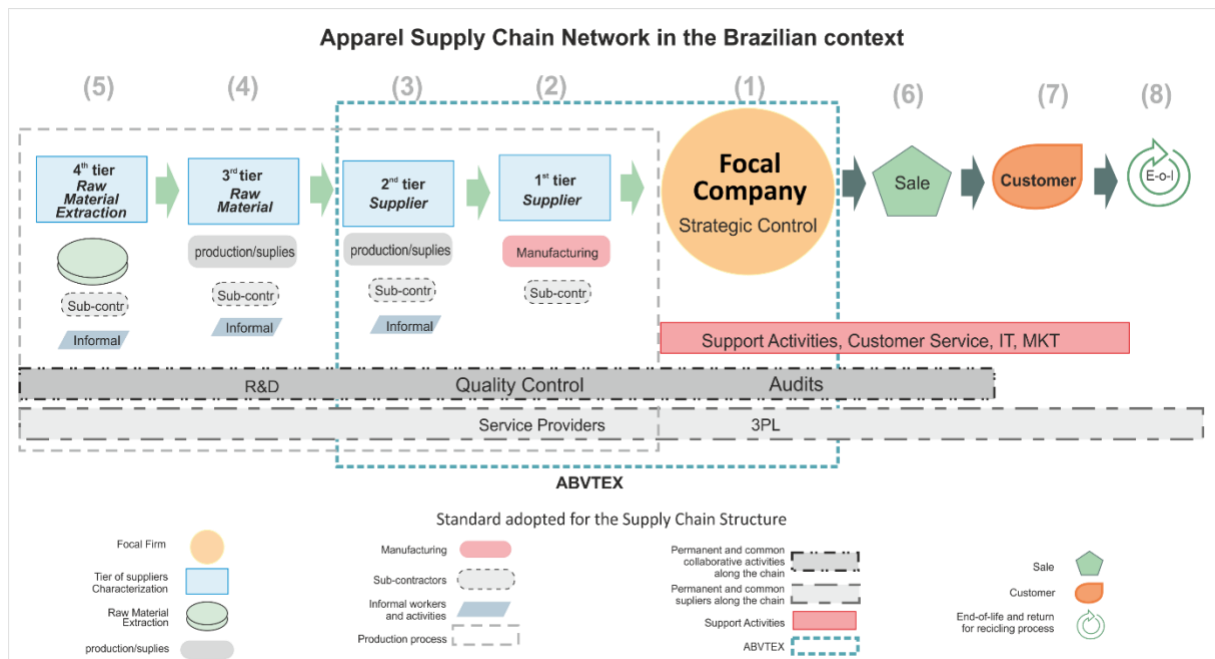 Apparel Supply Chain Network in the Brazilian context
(5) (4) (3) (2) (1) (6) (7) (8)
4th tier
Raw
Material
Extraction
3rd tier
Raw
Material
2nd tier
Supplier
1st tier
Supplier
Focal
Company
Strategic Control
Sale
Customer
E-o-l
production/suplies
production/suplies
Manufacturing
Sub-contr
Sub-contr
Sub-contr
Sub-contr
Informal
Informal
Informal
Support Activities, Customer Service, IT, MKT
R&D Quality Control Audits
Service Providers 3PL
ABVTEX
Standard adopted for the Supply Chain Structure
Focal Firm
Tier of suppliers
Characterization
Raw Material
Extraction
production/suplies
Manufacturing
Sub-contractors
Informal workers
and activities
Production process
Permanent and common
collaborative activities
along the chain
Permanent and common
supliers along the chain
Support Activities
ABVTEX
Sale
Customer
End-of-life and return
for recicling process